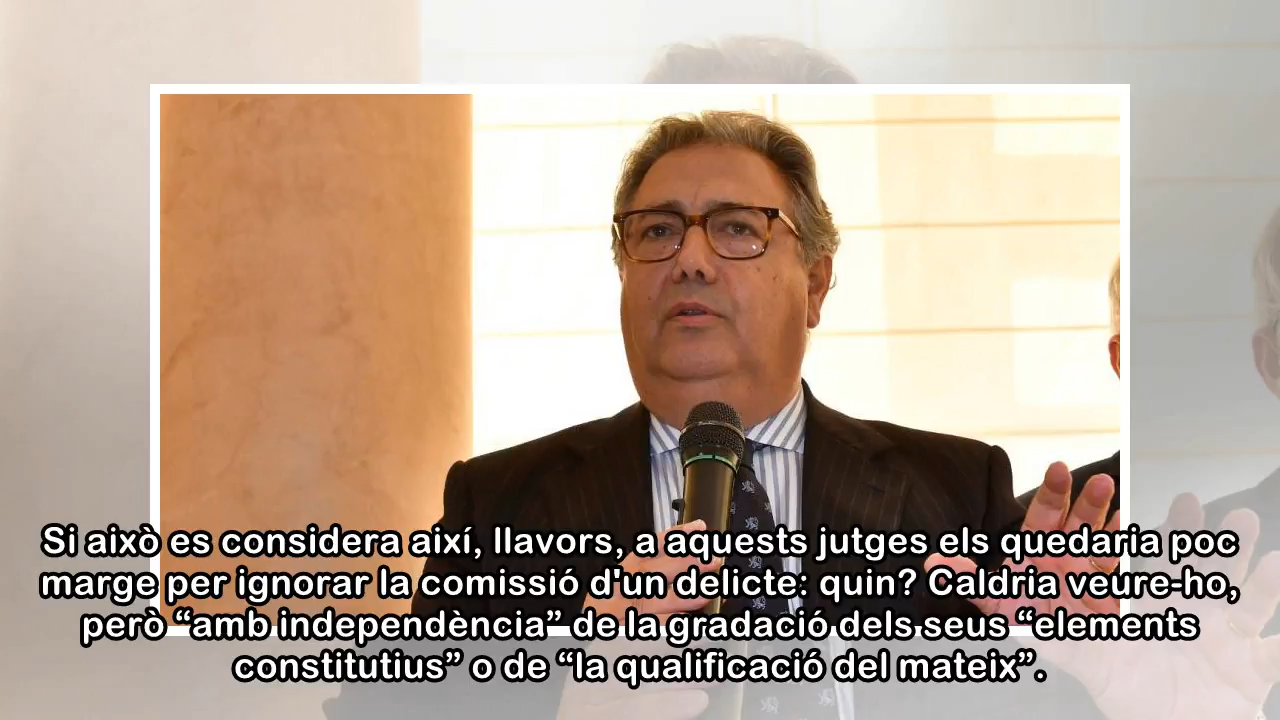 Si això es considera així, llavors, a aquests jutges els quedaria poc
marge per ignorar la comissió d'un delicte: quin? Caldria veure-ho,
però “amb independència” de la gradació dels seus “elements
constitutius” o de “la qualificació del mateix”.